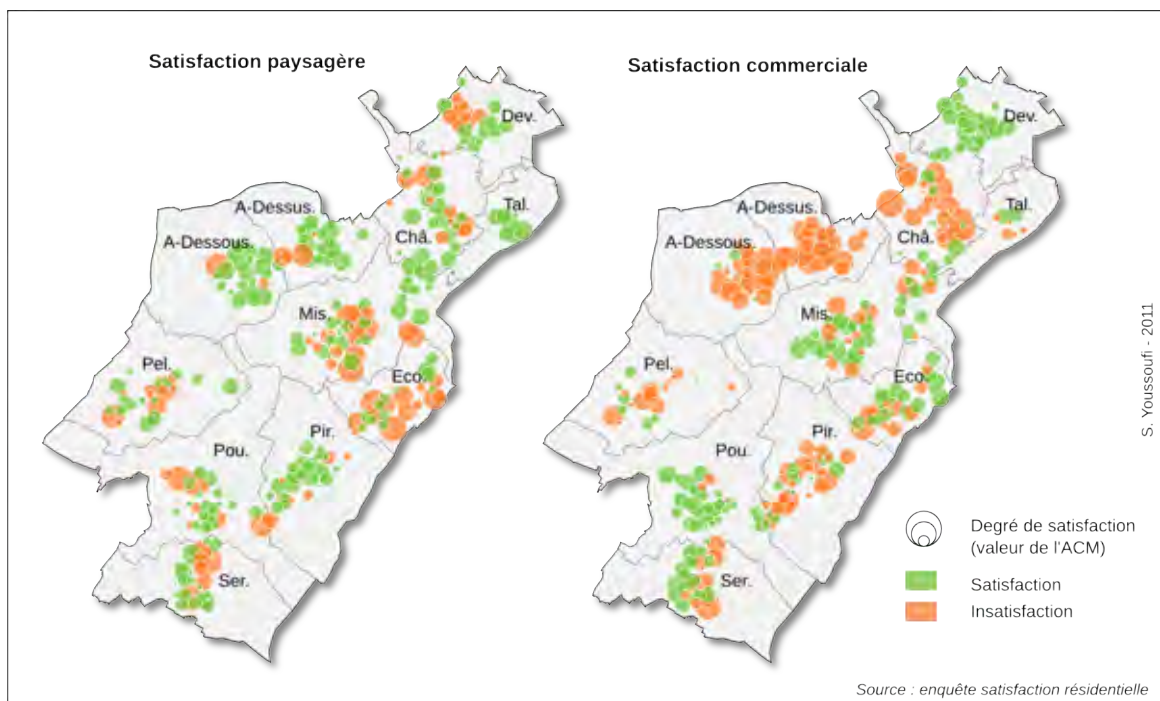 Satisfaction paysagère
Dev.
A-Dessus.
Tal.
A-Dessous.
Châ.
Mis.
Pel.
Eco.
Pir.
Pou.
Ser.
Satisfaction commerciale
Dev.
A-Dessus.
Tal.
A-Dessous.
Châ.
Mis.
Pel.
Eco.
Pir.
Pou.
Ser.
S. Youssoufi - 2011
Degré de satisfaction
(valeur de l'ACM)
Satisfaction
Insatisfaction
Source : enquête satisfaction résidentielle